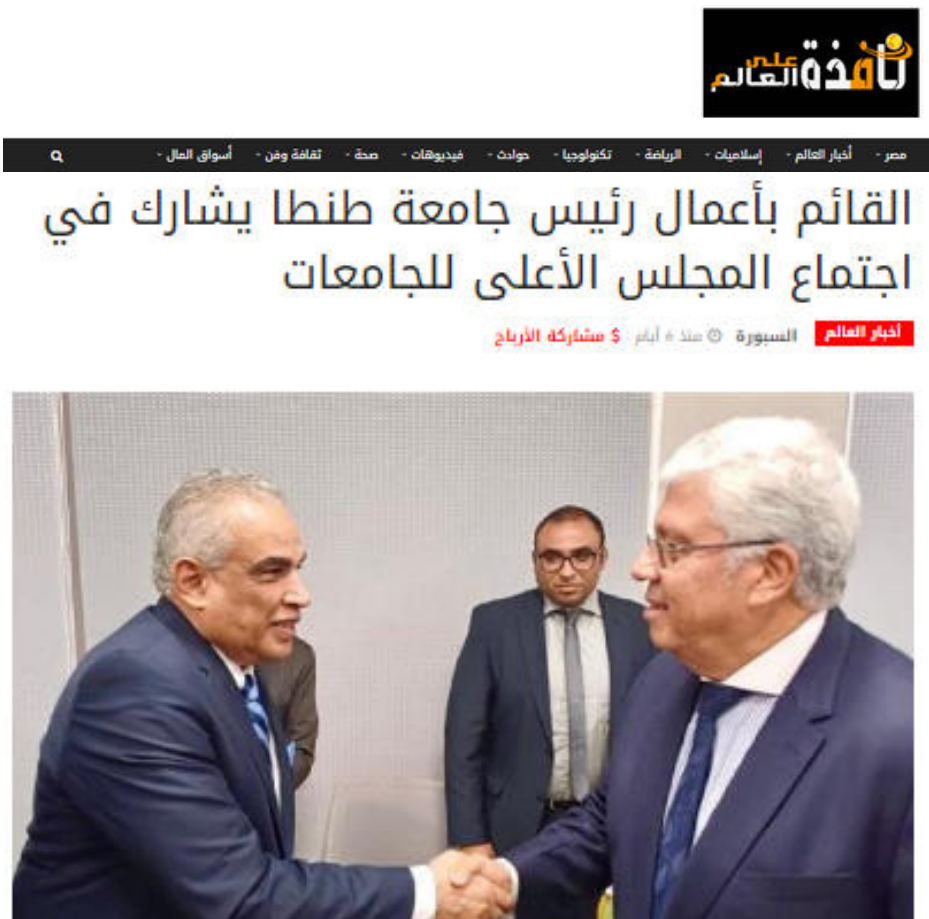 نافذة على العالم
مصر - أخبار العالم - إسلاميات - الرياضة - تكنولوجيا - حوادث - فيديوهات - صحة - ثقافة وفن - أسواق المال -
القائم بأعمال رئيس جامعة طنطا يشارك في
اجتماع المجلس الأعلى للجامعات
أخبار العالم السبورة منذ 4 أيام $ مشاركة الأرباح